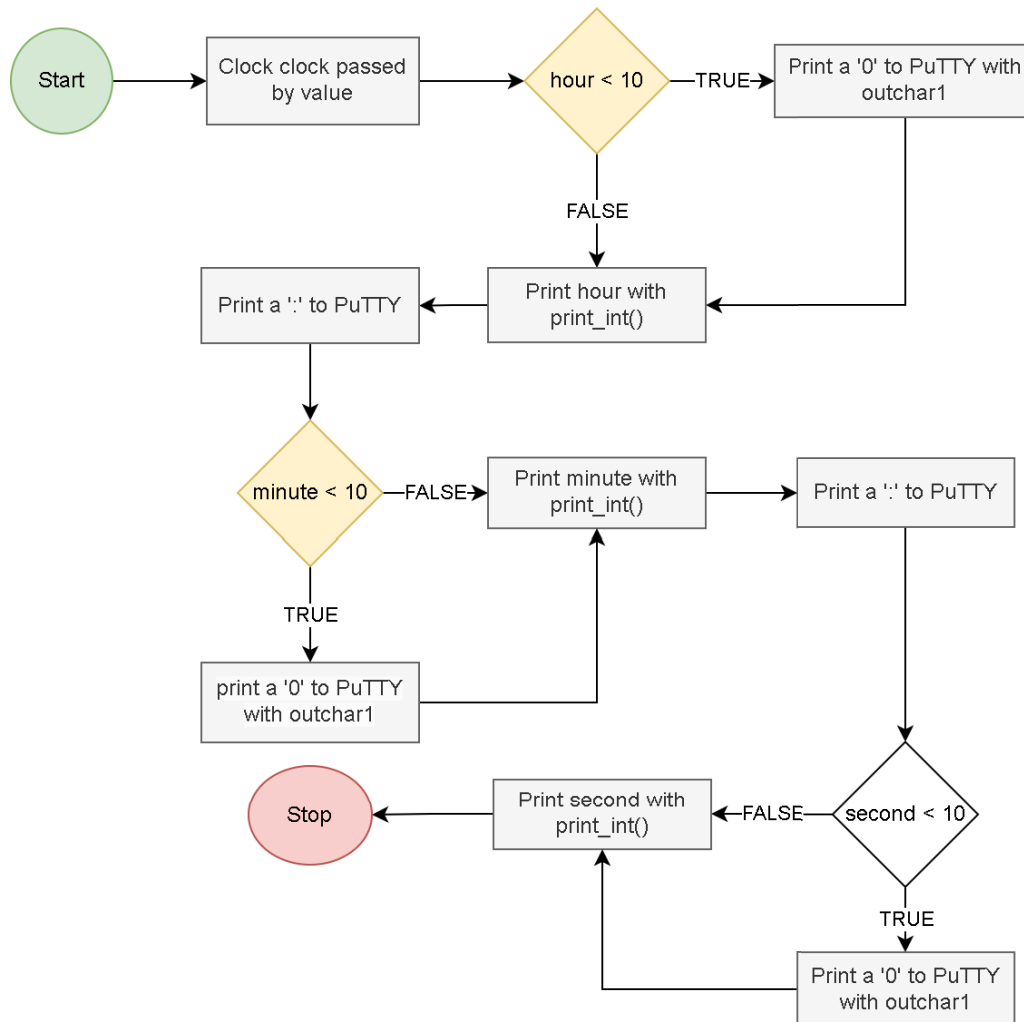 Start
Clock clock passed
by value
hour < 10
TRUE
Print a '0' to PuTTY with
outchar1
FALSE
Print hour with
print_int()
Print a ':' to PuTTY
minute < 10
FALSE
Print minute with
print_int()
Print a ':' to PuTTY
TRUE
print a '0' to PuTTY
with outchar1
second < 10
FALSE
Print second with
print_int()
Stop
TRUE
Print a '0' to PuTTY
with outchar1